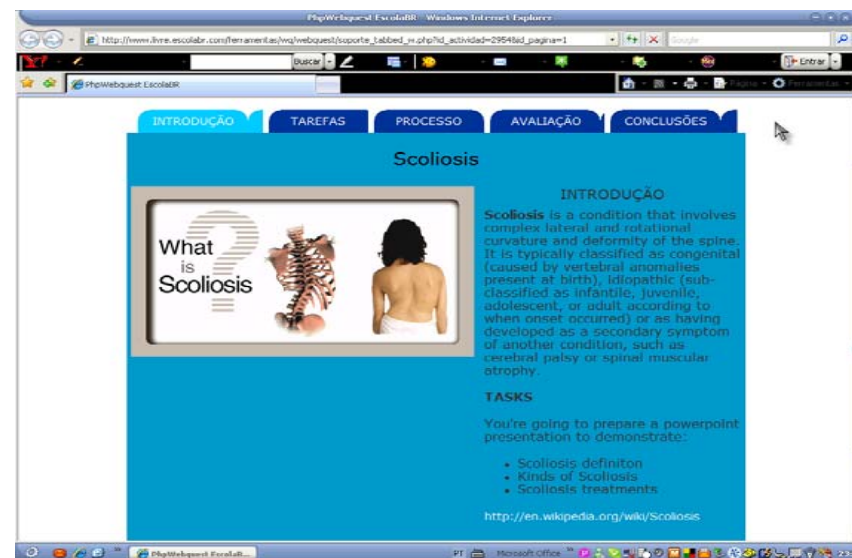 PhpWebquest EscolaBR - Windows Internet Explorer
http://www.livre.escolabr.com/ferramentas/wq/webquest/soporte_tabbed_w.php?id_actividad=2954&id_pagina=1
Google
Buscar
Entrar
PhpWebquest EscolaBR
Página
Ferramentas
INTRODUÇÃO
TAREFAS
PROCESSO
AVALIAÇÃO
CONCLUSÕES
Scoliosis
What
is
Scoliosis
?
INTRODUÇÃO
Scoliosis is a condition that involves
complex lateral and rotational
curvature and deformity of the spine.
It is typically classified as congenital
(caused by vertebral anomalies
present at birth), idiopathic (sub-
classified as infantile, juvenile,
adolescent, or adult according to
when onset occurred) or as having
developed as a secondary symptom
of another condition, such as
cerebral palsy or spinal muscular
atrophy.
TASKS
You're going to prepare a powerpoint
presentation to demonstrate:
• Scoliosis definiton
• Kinds of Scoliosis
• Scoliosis treatments
http://en.wikipedia.org/wiki/Scoliosis
PhpWebquest EscolaB...
PT
Microsoft Office